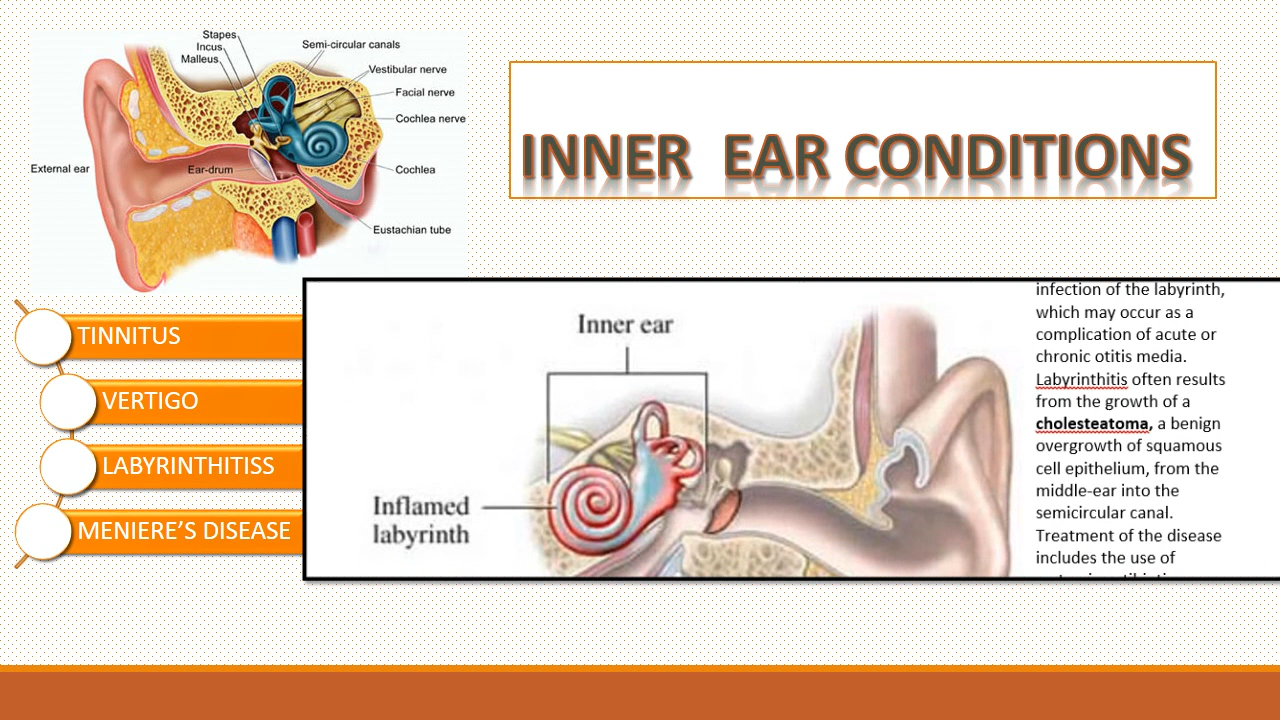 Stapes
Incus
Malleus
Semi-circular canals
Vestibular nerve
Facial nerve
Cochlea nerve
External ear
Ear-drum
Cochlea
Eustachian tube
INNER EAR CONDITIONS
TINNITUS
VERTIGO
LABYRINTHITISS
MENIERE’S DISEASE
Inner ear
Inflamed
labyrinth
infection of the labyrinth,
which may occur as a
complication of acute or
chronic otitis media.
Labyrinthitis often results
from the growth of a
cholesteatoma, a benign
overgrowth of squamous
cell epithelium, from the
middle-ear into the
semicircular canal.
Treatment of the disease
includes the use of